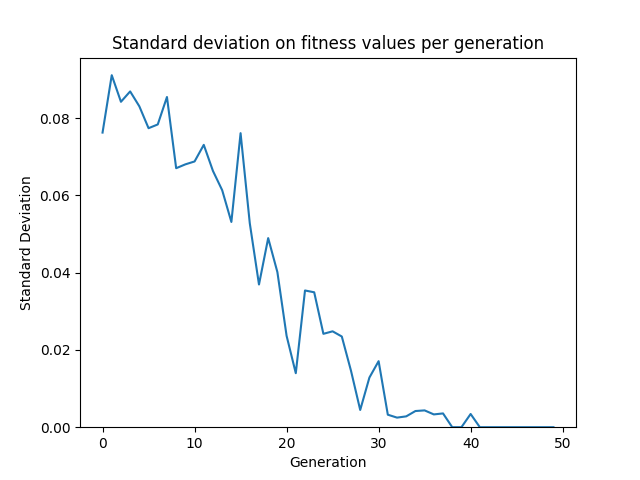 Standard deviation on fitness values per generation
0.08
0.06
0.04
0.02
0.00
Standard Deviation
0 10 20 30 40 50
Generation